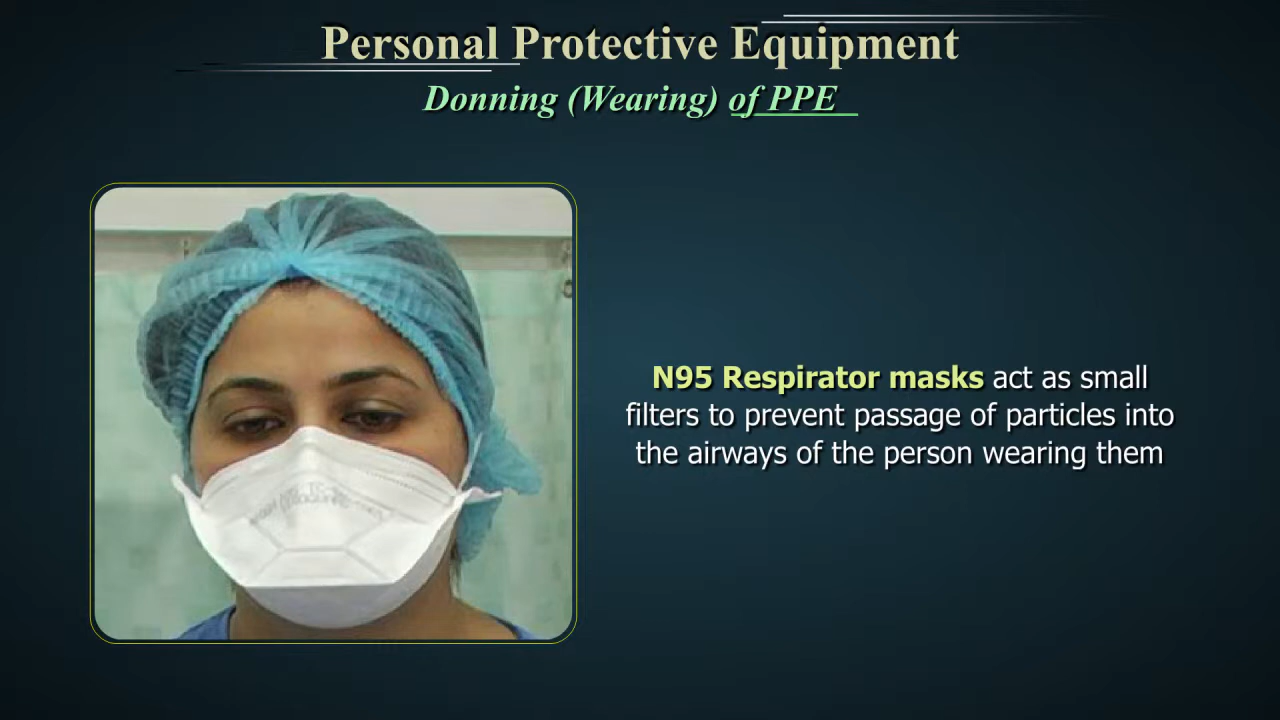 Personal Protective Equipment
Donning (Wearing) of PPE
N95 Respirator masks act as small
filters to prevent passage of particles into
the airways of the person wearing them